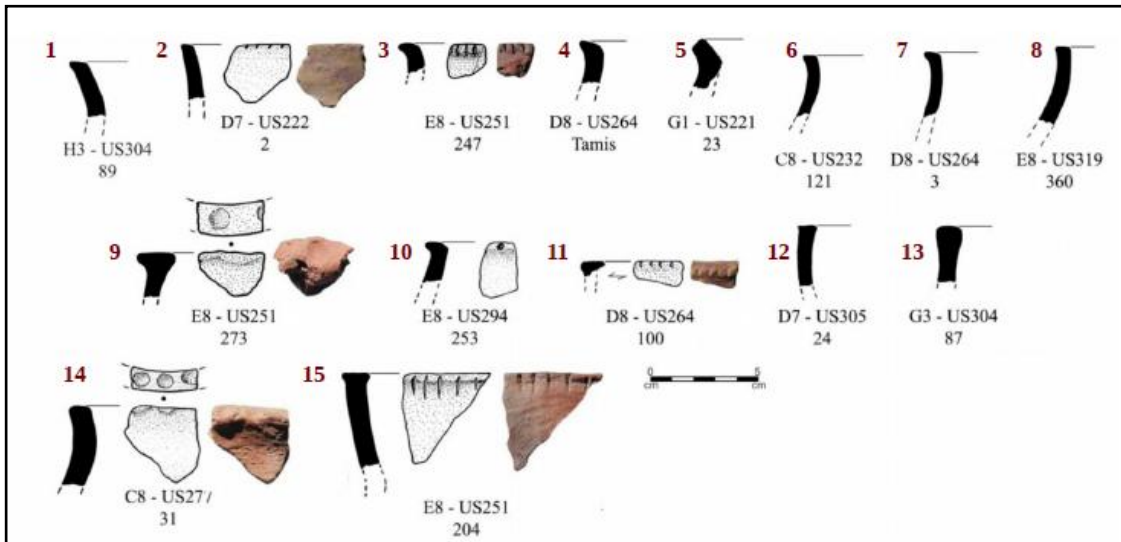 1
H3 - US304
89
2
D7 - US222
2
3
E8 - US251
247
4
D8 - US264
Tamis
5
G1 - US221
23
6
C8 - US232
121
7
D8 - US264
3
8
E8 - US319
360
9
E8 - US251
273
10
E8 - US294
253
11
D8 - US264
100
12
D7 - US305
24
13
G3 - US304
87
14
C8 - US27/
31
15
E8 - US251
204
0 5
cm cm